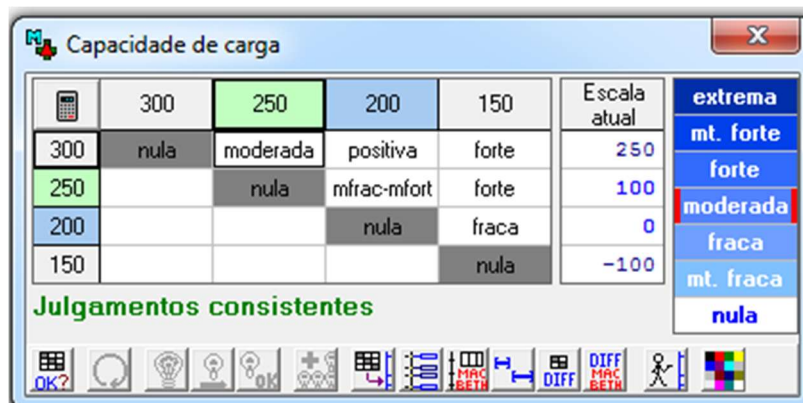 Capacidade de carga
300 250 200 150 Escala atual
300 nula moderada positiva forte 250
250 nula mfrac-mfort forte 100
200 nula fraca 0
150 nula -100
Julgamentos consistentes
extrema
mt. forte
forte
moderada
fraca
mt. fraca
nula
OK? OK MAC BETH DIFF DIFF MAC BETH